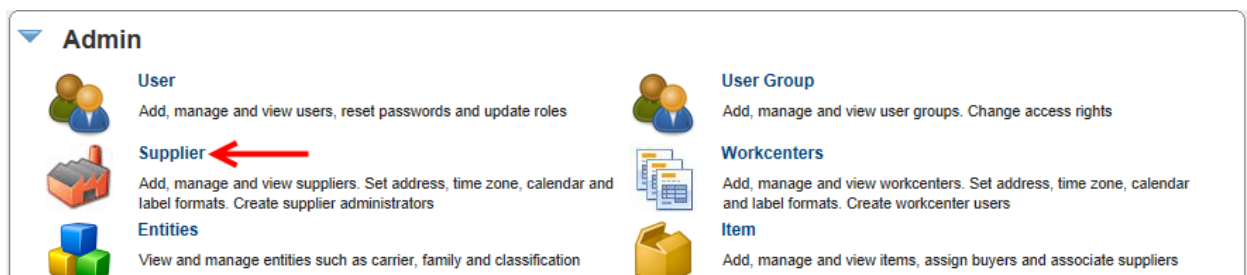 Admin
User
Add, manage and view users, reset passwords and update roles
User Group
Add, manage and view user groups. Change access rights
Supplier
Add, manage and view suppliers. Set address, time zone, calendar and
label formats. Create supplier administrators
Workcenters
Add, manage and view workcenters. Set address, time zone, calendar
and label formats. Create workcenter users
Entities
View and manage entities such as carrier, family and classification
Item
Add, manage and view items, assign buyers and associate suppliers